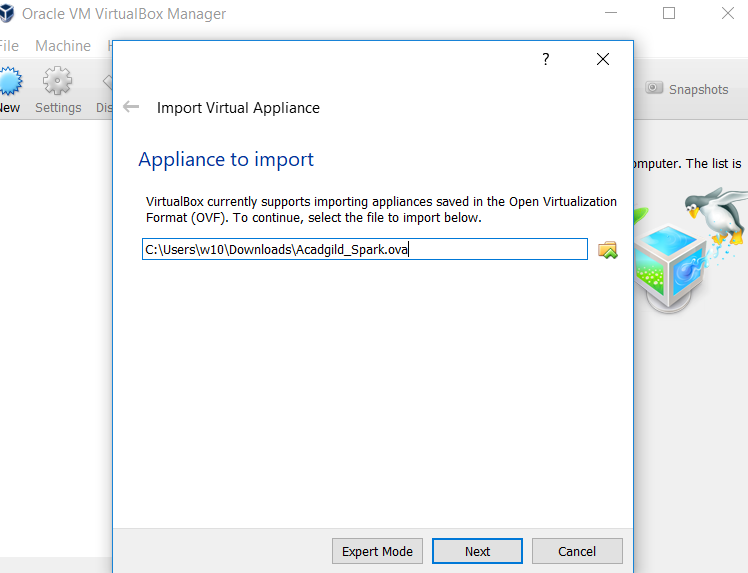 Oracle VM VirtualBox Manager
File Machine H
New Settings Dis Snapshots
?
Import Virtual Appliance
Appliance to import
omputer. The list is
VirtualBox currently supports importing appliances saved in the Open Virtualization
Format (OVF). To continue, select the file to import below.
C:\Users\w10\Downloads\Acadgild_Spark.ova
Expert Mode Next Cancel